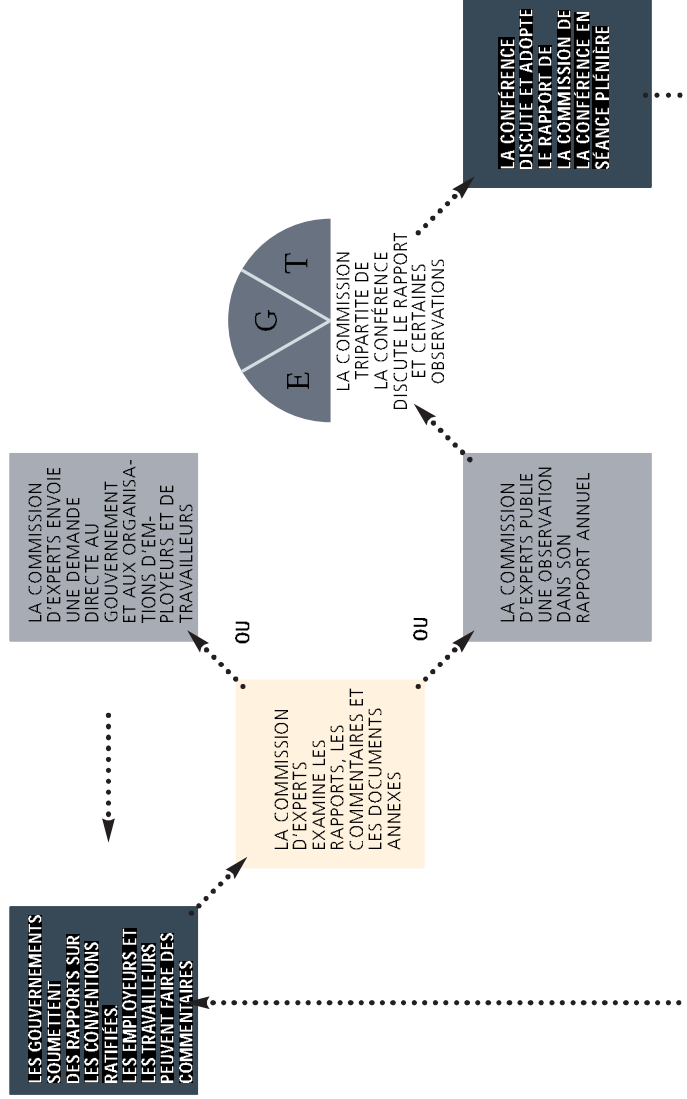 LES GOUVERNEMENTS
SOUMETTENT
DES RAPPORTS SUR
LES CONVENTIONS
RATIFIÉES.
LES EMPLOYEURS ET
LES TRAVAILLEURS
PEUVENT FAIRE DES
COMMENTAIRES
LA COMMISSION
D'EXPERTS
EXAMINE LES
RAPPORTS, LES
COMMENTAIRES ET
LES DOCUMENTS
ANNEXES
ou
ou
LA COMMISSION
D'EXPERTS ENVOIE
UNE DEMANDE
DIRECTE AU
GOUVERNEMENT
ET AUX ORGANISA-
TIONS D'EM-
PLOYEURS ET DE
TRAVAILLEURS
LA COMMISSION
D'EXPERTS PUBLIE
UNE OBSERVATION
DANS SON
RAPPORT ANNUEL
E
G
T
LA COMMISSION
TRIPARTITE DE
LA CONFÉRENCE
DISCUTE LE RAPPORT
ET CERTAINES
OBSERVATIONS
LA CONFÉRENCE
DISCUTE ET ADOPTE
LE RAPPORT DE
LA COMMISSION DE
LA CONFÉRENCE EN
SÉANCE PLÉNIÈRE